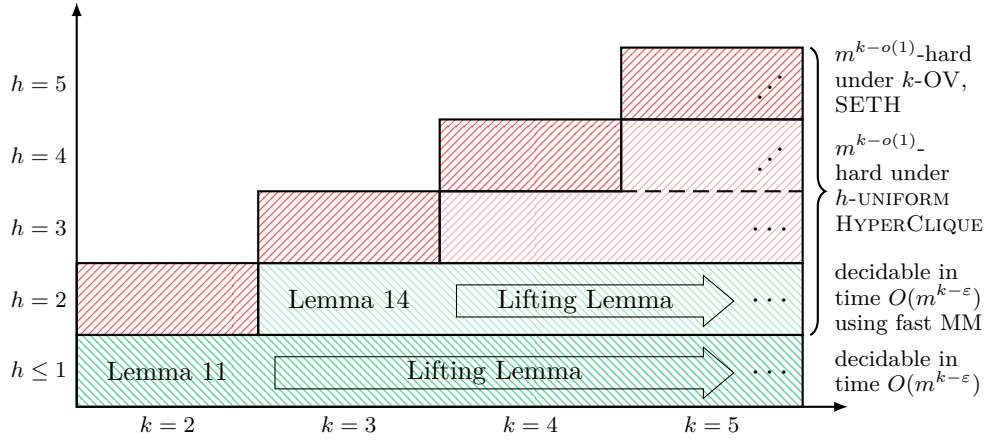 m^{k−o(1)}-hard
under k-OV,
SETH
h = 5
m^{k−o(1)}-
hard under
h-UNIFORM
HYPERCLIQUE
h = 4
h = 3
· · ·
decidable in
time O(m^{k−ε})
using fast MM
h = 2
Lemma 14
Lifting Lemma
· · ·
decidable in
time O(m^{k−ε})
h ≤ 1
Lemma 11
Lifting Lemma
· · ·
k = 2
k = 3
k = 4
k = 5